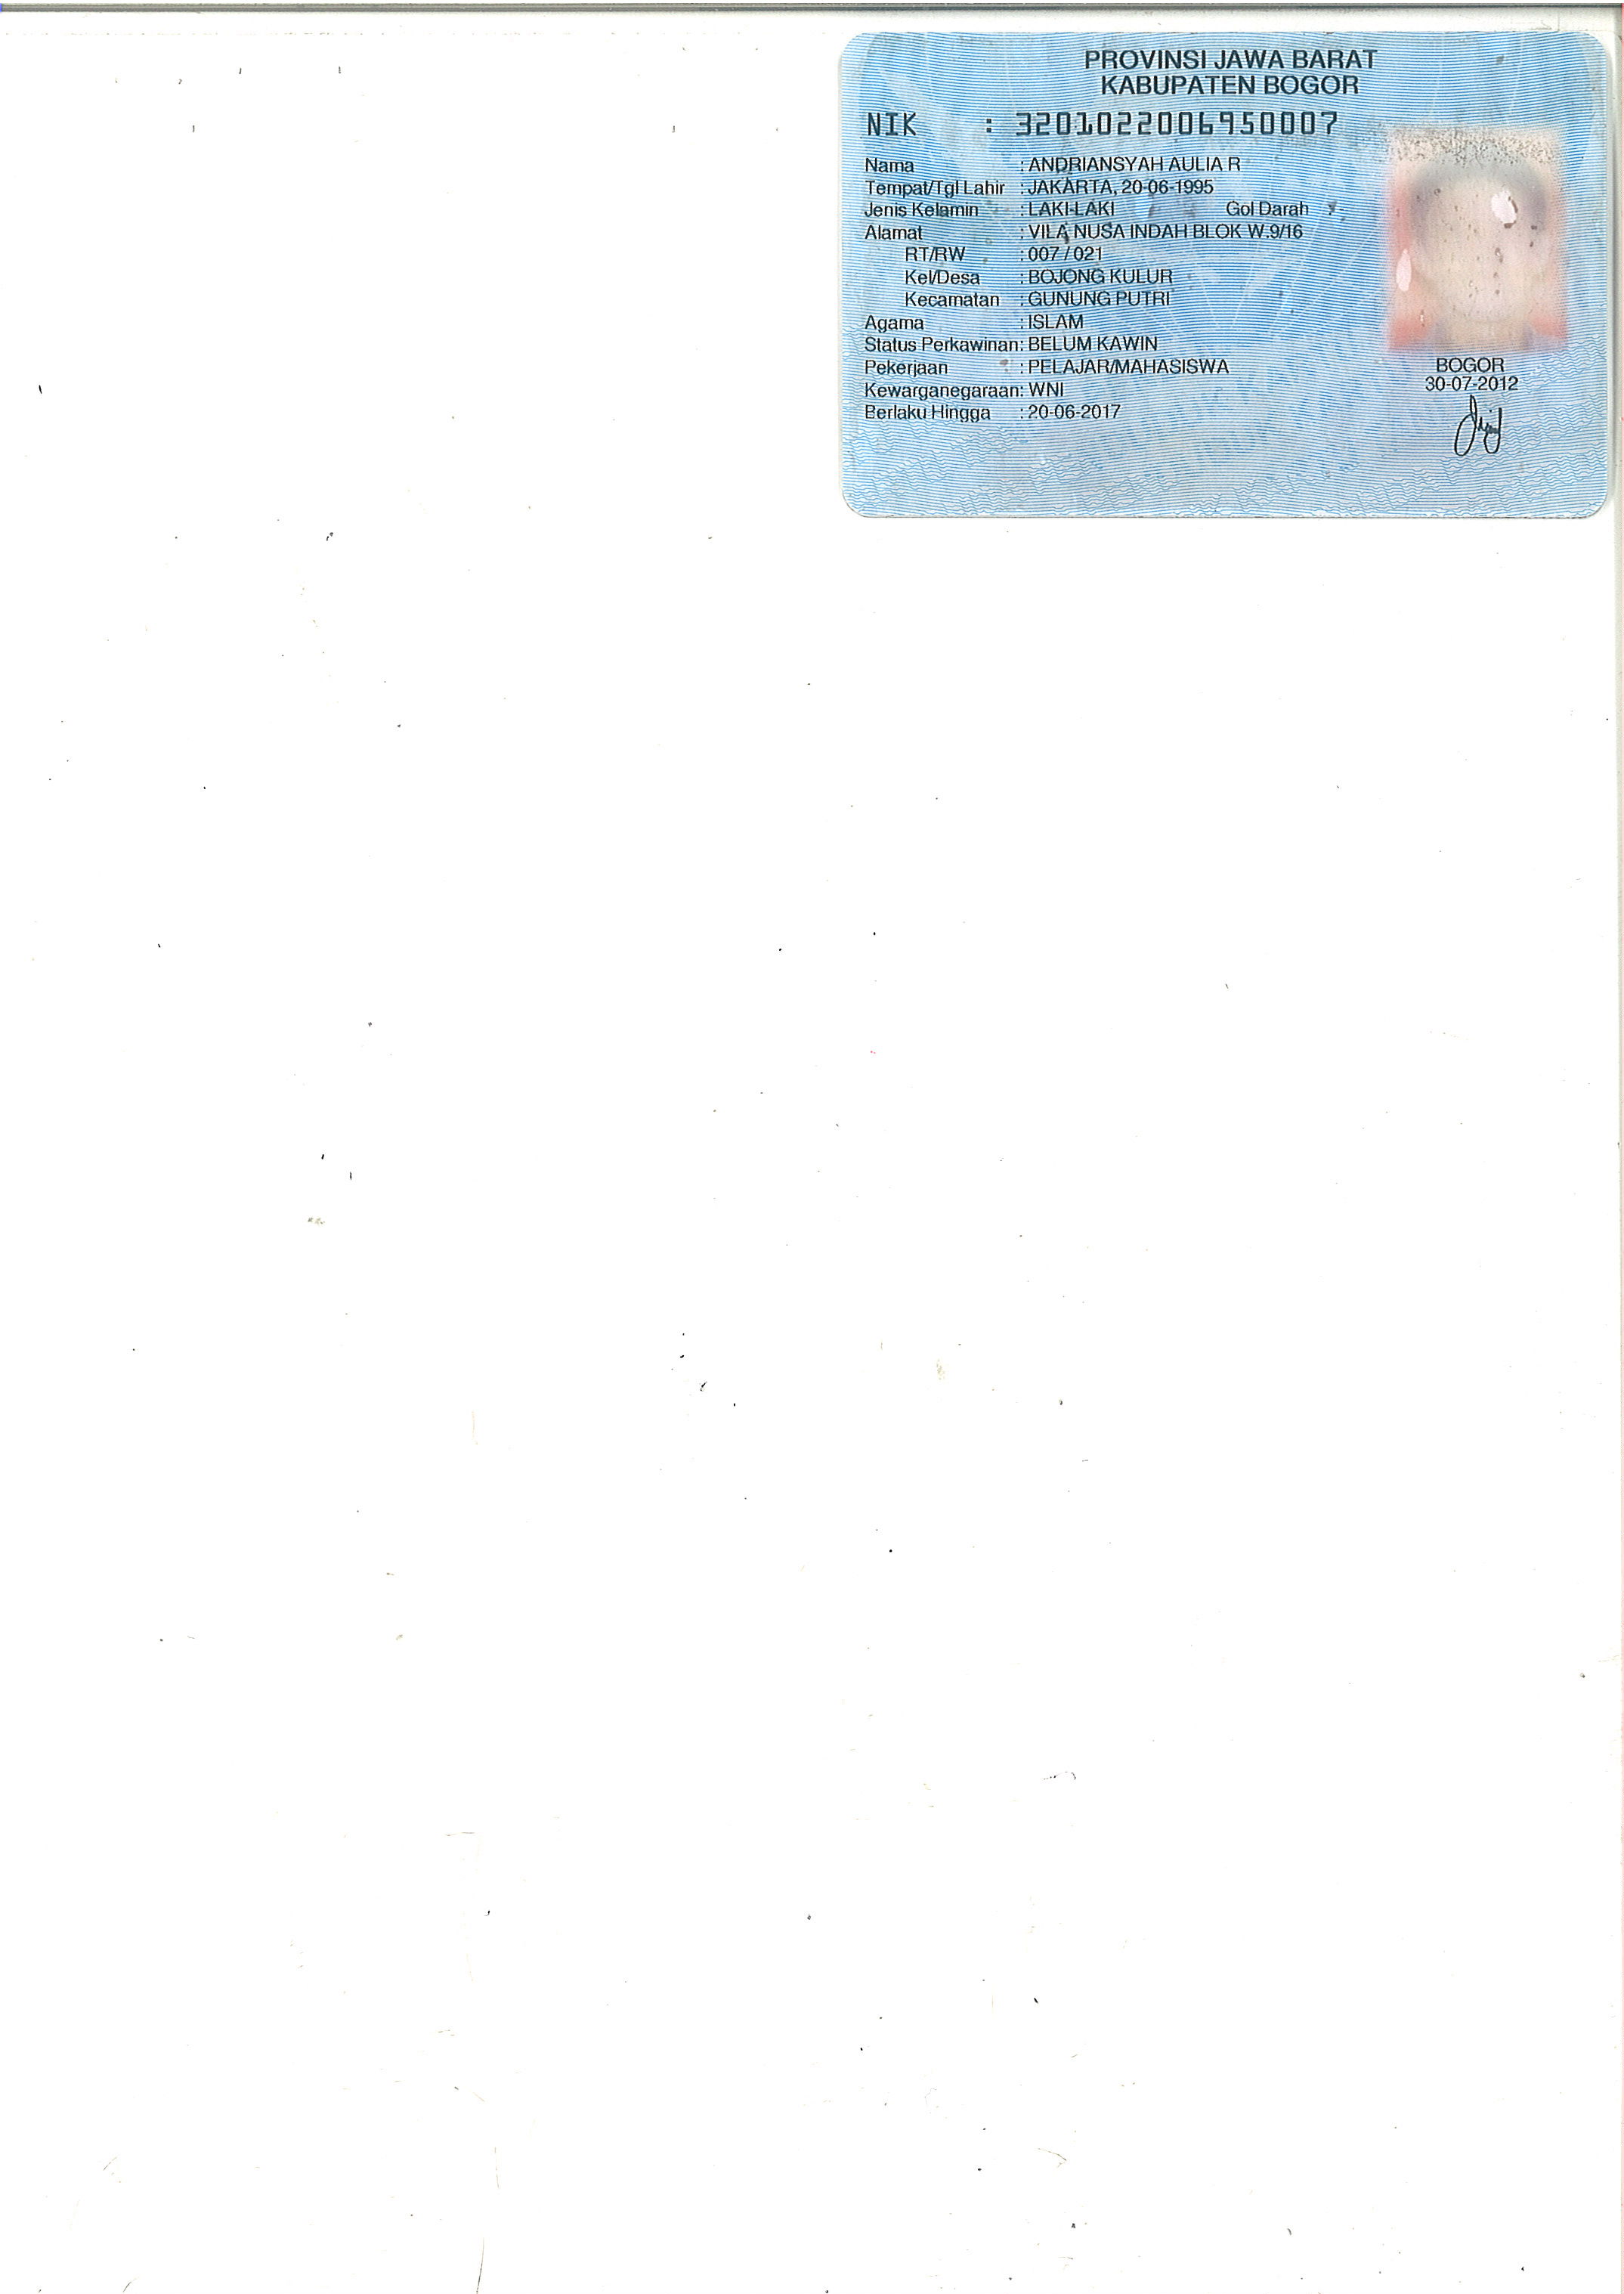 PROVINSI JAWA BARAT
KABUPATEN BOGOR
NIK : 3201022006950007
Nama : ANDRIANSYAH AULIA R
Tempat/Tgl Lahir : JAKARTA, 20-06-1995
Jenis Kelamin : LAKI-LAKI Gol Darah : -
Alamat : VILA NUSA INDAH BLOK W.9/16
RT/RW : 007 / 021
Kel/Desa : BOJONG KULUR
Kecamatan : GUNUNG PUTRI
Agama : ISLAM
Status Perkawinan: BELUM KAWIN
Pekerjaan : PELAJAR/MAHASISWA
Kewarganegaraan: WNI
Berlaku Hingga : 20-06-2017
BOGOR
30-07-2012